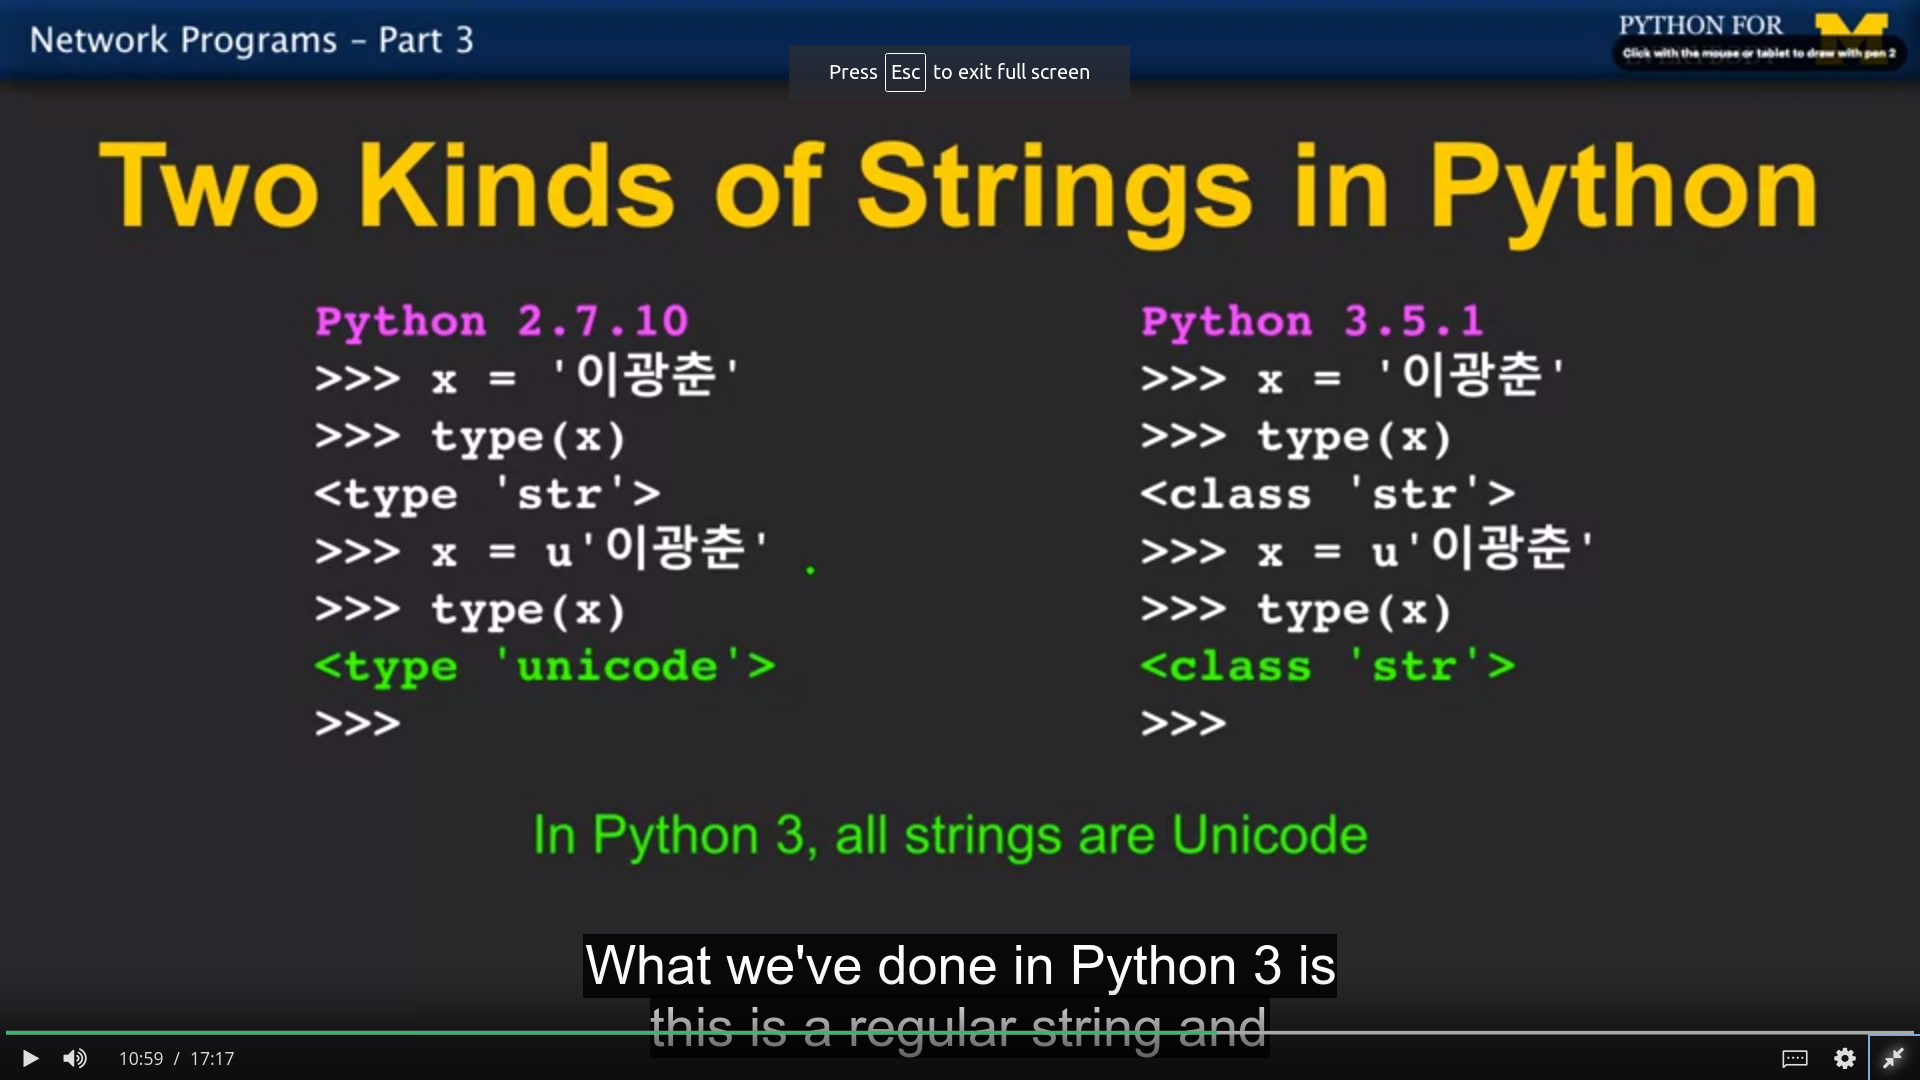 Network Programs – Part 3
PYTHON FOR
Click with the mouse or tablet to draw with pen 2
Press Esc to exit full screen
Two Kinds of Strings in Python
Python 2.7.10
>>> x = '이광춘'
>>> type(x)
<type 'str'>
>>> x = u'이광춘'
>>> type(x)
<type 'unicode'>
>>>
Python 3.5.1
>>> x = '이광춘'
>>> type(x)
<class 'str'>
>>> x = u'이광춘'
>>> type(x)
<class 'str'>
>>>
In Python 3, all strings are Unicode
What we've done in Python 3 is
this is a regular string and
10:59 / 17:17